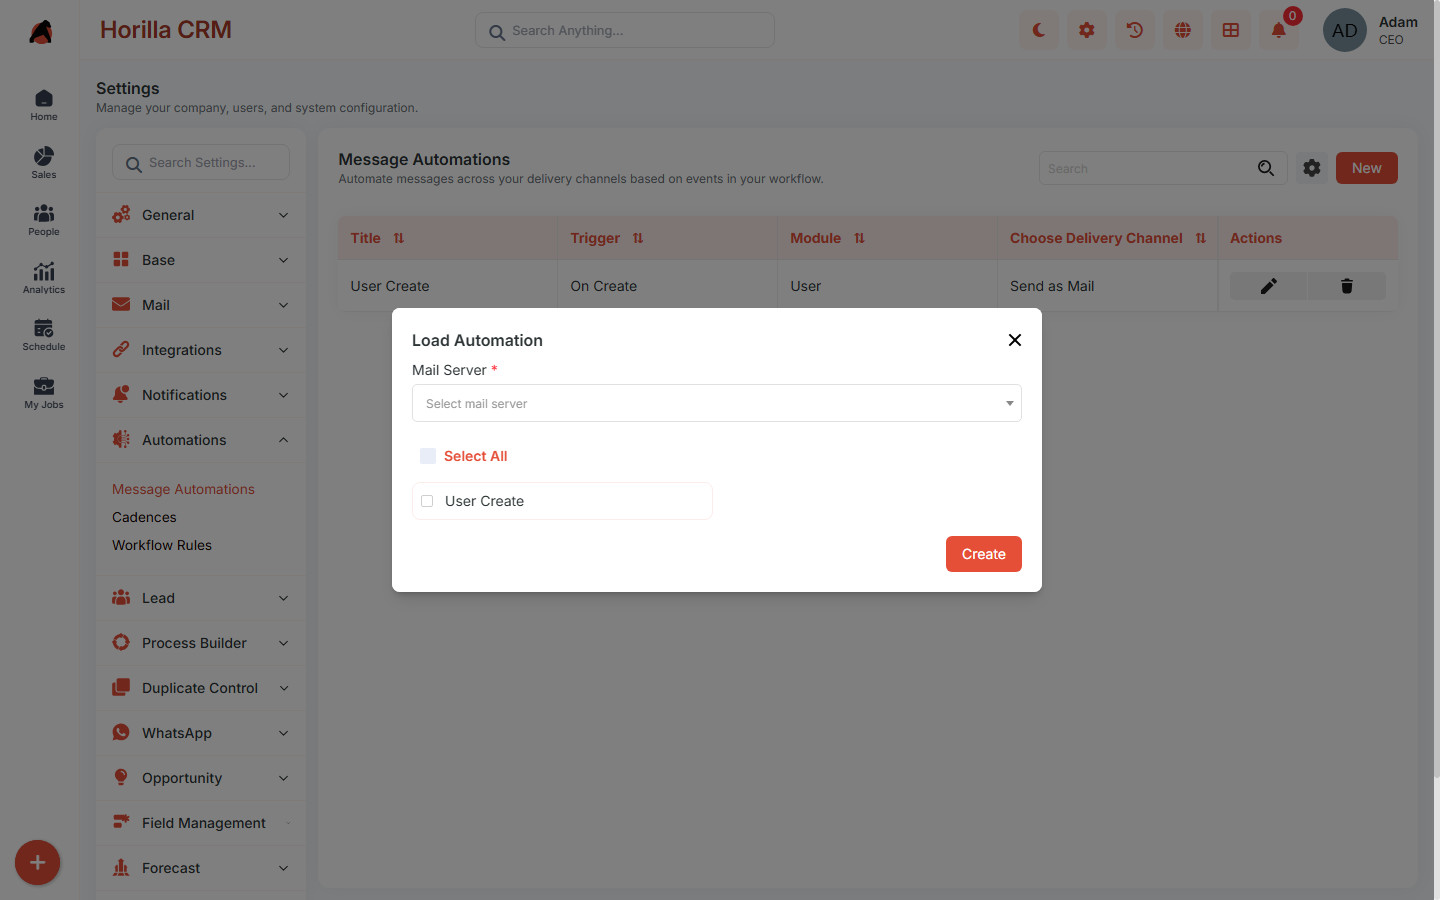 Horilla CRM
Search Anything...
0
AD
Adam
CEO
Home
Sales
People
Analytics
Schedule
My Jobs
Settings
Manage your company, users, and system configuration.
Search Settings...
General
Base
Mail
Integrations
Notifications
Automations
Message Automations
Cadences
Workflow Rules
Lead
Process Builder
Duplicate Control
WhatsApp
Opportunity
Field Management
Forecast
Message Automations
Automate messages across your delivery channels based on events in your workflow.
Search
New
Title Trigger Module Choose Delivery Channel Actions
User Create On Create User Send as Mail
Load Automation
Mail Server *
Select mail server
Select All
User Create
Create